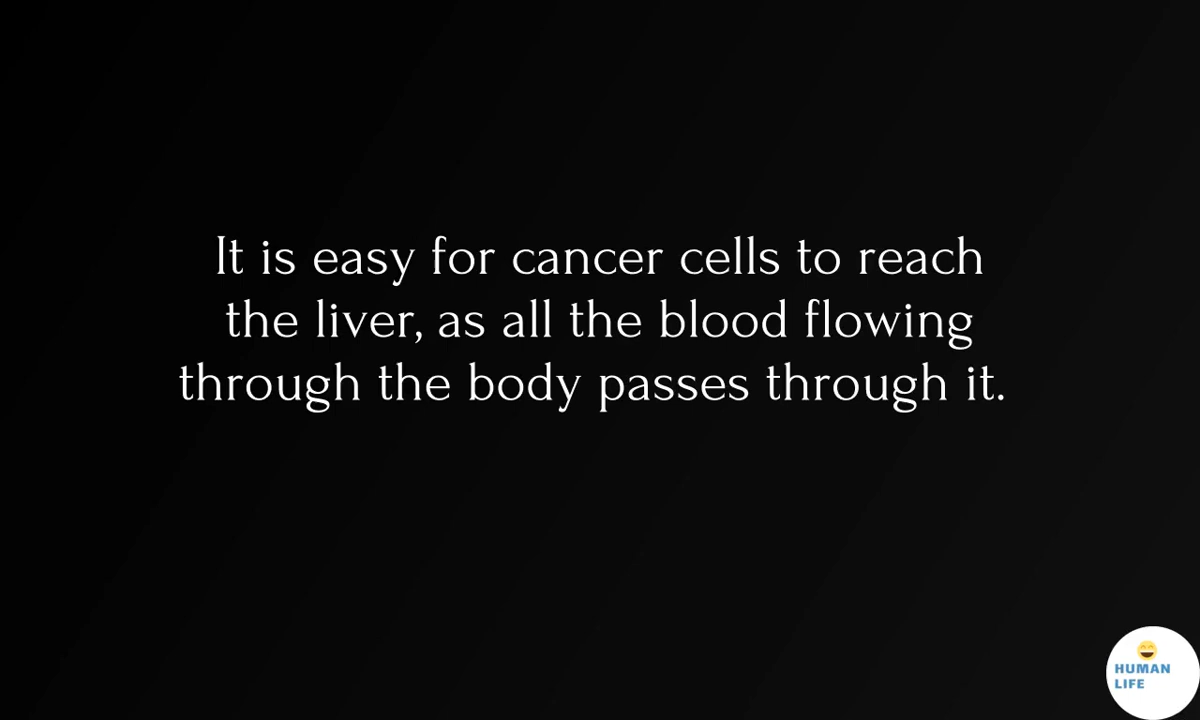 It is easy for cancer cells to reach
the liver, as all the blood flowing
through the body passes through it.
HUMAN
LIFE